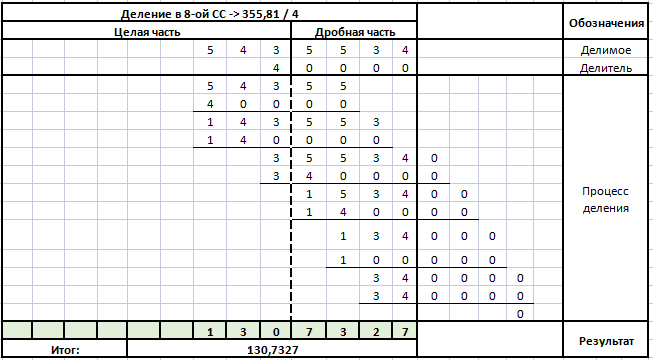 Деление в 8-ой СС -> 355,81 / 4 Обозначения
Целая часть Дробная часть
5 4 3 5 5 3 4 Делимое
4 0 0 0 0 Делитель
5 4 3 5 5
4 0 0 0 0
1 4 3 5 5 3
1 4 0 0 0 0
3 5 5 3 4 0
3 4 0 0 0 0
1 5 3 4 0 0
1 4 0 0 0 0
1 3 4 0 0 0
1 0 0 0 0 0
3 4 0 0 0 0
3 4 0 0 0 0
0
Процесс
деления
1 3 0 7 3 2 7 Результат
Итог: 130,7327